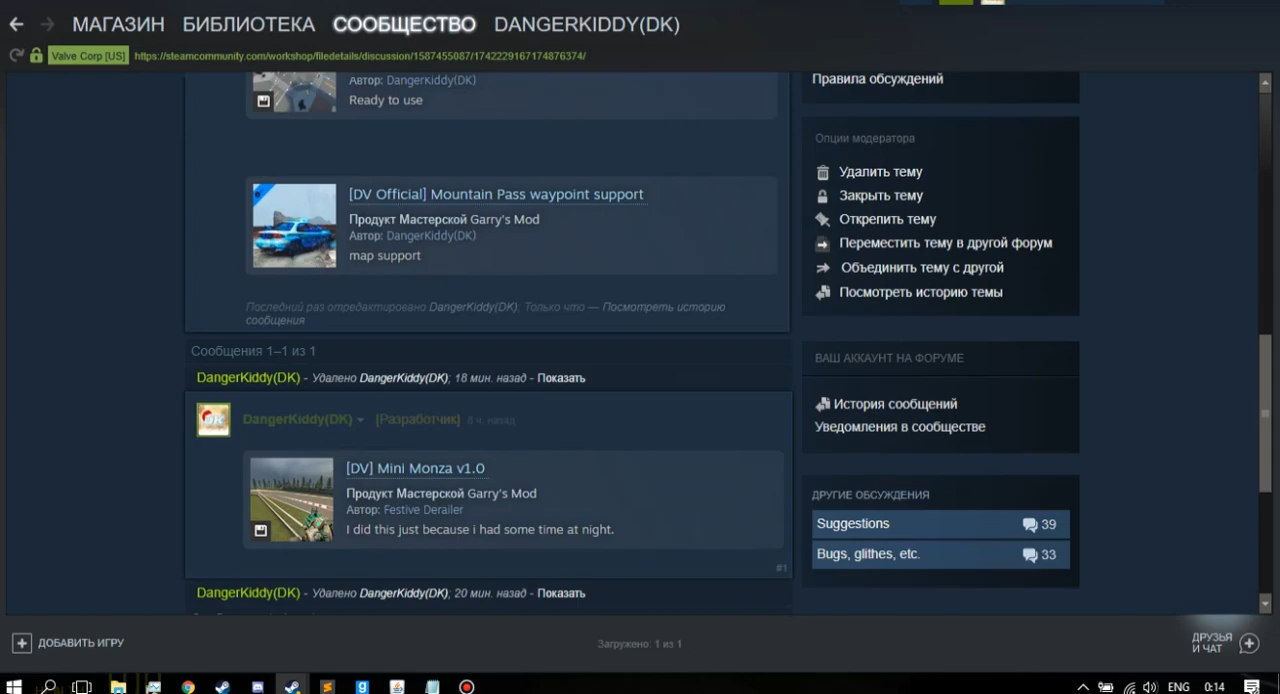 МАГАЗИН БИБЛИОТЕКА СООБЩЕСТВО DANGERKIDDY(DK)
Valve Corp [US] https://steamcommunity.com/workshop/filedetails/discussion/1587455087/1742229167174876374/
Автор: DangerKiddy(DK)
Ready to use
[DV Official] Mountain Pass waypoint support
Продукт Мастерской Garry's Mod
Автор: DangerKiddy(DK)
map support
Последний раз отредактировано DangerKiddy(DK); Только что — Посмотреть историю
сообщения
Сообщения 1–1 из 1
DangerKiddy(DK) - Удалено DangerKiddy(DK); 18 мин. назад - Показать
DangerKiddy(DK) [Разработчик] 8 ч. назад
[DV] Mini Monza v1.0
Продукт Мастерской Garry's Mod
Автор: Festive Derailer
I did this just because i had some time at night.
#1
DangerKiddy(DK) - Удалено DangerKiddy(DK); 20 мин. назад - Показать
Правила обсуждений
Опции модератора
Удалить тему
Закрыть тему
Открепить тему
Переместить тему в другой форум
Объединить тему с другой
Посмотреть историю темы
ВАШ АККАУНТ НА ФОРУМЕ
История сообщений
Уведомления в сообществе
ДРУГИЕ ОБСУЖДЕНИЯ
Suggestions 39
Bugs, glithes, etc. 33
ДОБАВИТЬ ИГРУ
Загружено: 1 из 1
ДРУЗЬЯ
И ЧАТ
ENG 0:14